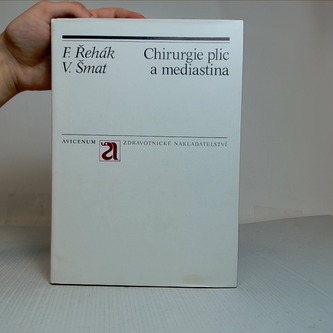 F. Řehák
V. Šmat
Chirurgie plic
a mediastina
AVICENUM
ZDRAVOTNICKÉ NAKLADATELSTVÍ